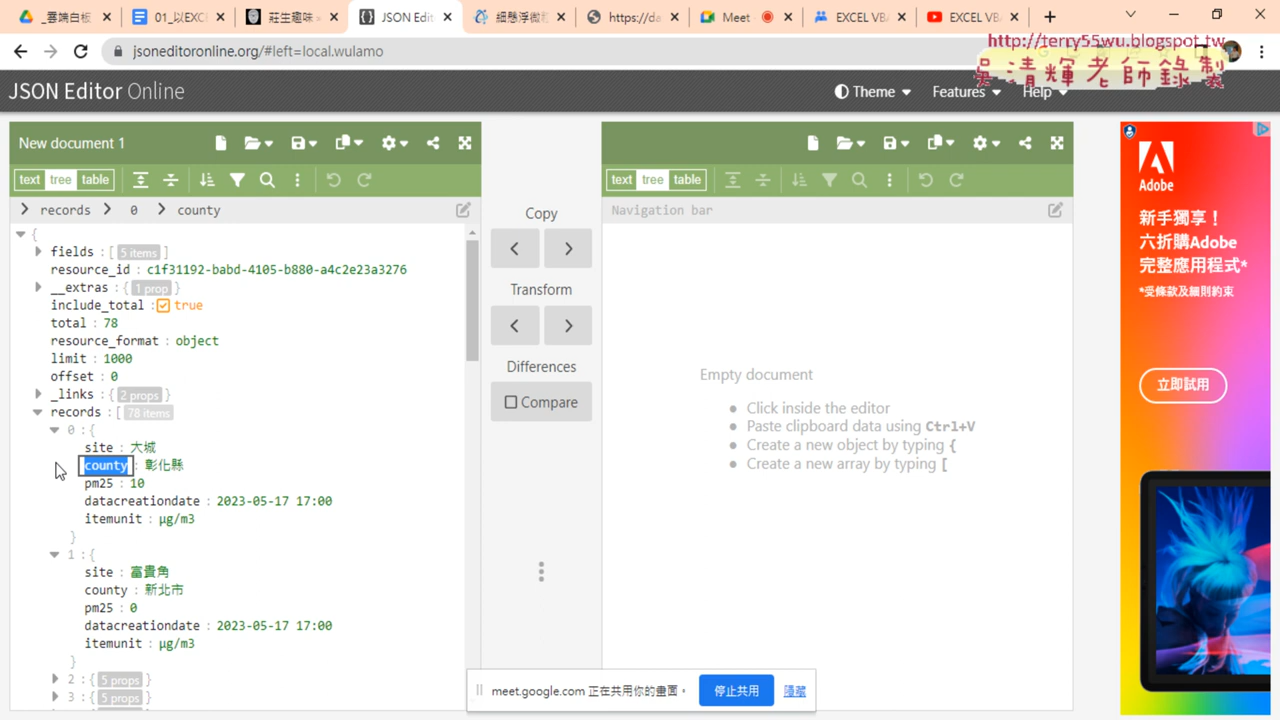 _雲端白板
01_以EXC
莊生趣味
JSON Edit
細懸浮微粒
https://da
Meet
EXCEL VBA
EXCEL VBA
jsoneditoronline.org/#left=local.wulamo
http://terry55wu.blogspot.tw
吳清輝老師錄製
JSON Editor Online
Theme
Features
Help
New document 1
text tree table
text tree table
records 0 county
Navigation bar
{
fields : [ 5 items ]
resource_id : c1f31192-babd-4105-b880-a4c2e23a3276
__extras : { 1 prop }
include_total : true
total : 78
resource_format : object
limit : 1000
offset : 0
_links : { 2 props }
records : [ 78 items
0 : {
site : 大城
county : 彰化縣
pm25 : 10
datacreationdate : 2023-05-17 17:00
itemunit : μg/m3
}
1 : {
site : 富貴角
county : 新北市
pm25 : 0
datacreationdate : 2023-05-17 17:00
itemunit : μg/m3
}
2 : { 5 props }
3 : { 5 props }
Copy
Transform
Differences
Compare
Empty document
Click inside the editor
Paste clipboard data using Ctrl+V
Create a new object by typing {
Create a new array by typing [
Adobe
新手獨享！
六折購Adobe
完整應用程式*
*受條款及細則約束
立即試用
meet.google.com 正在共用你的畫面。
停止共用
隱藏